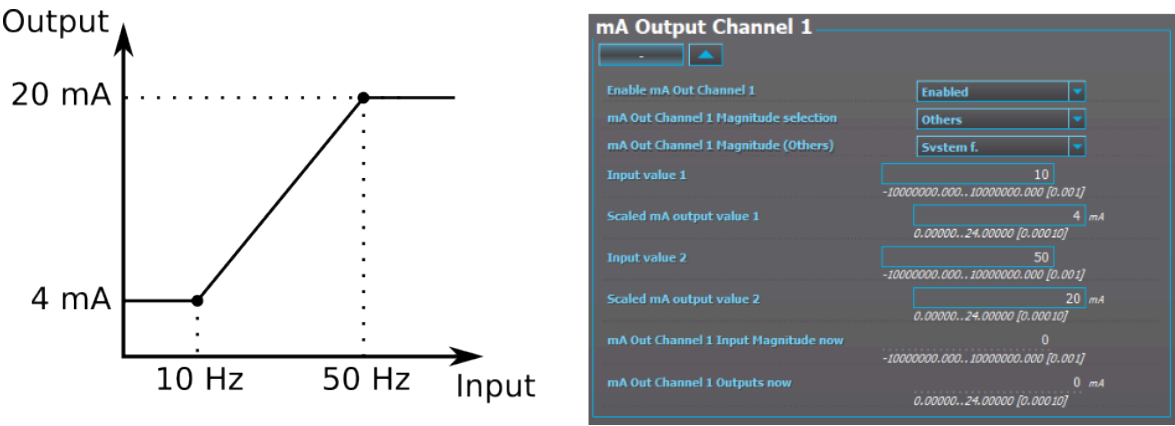 Output
20 mA
4 mA
10 Hz
50 Hz
Input
mA Output Channel 1
-
Enable mA Out Channel 1
Enabled
mA Out Channel 1 Magnitude selection
Others
mA Out Channel 1 Magnitude (Others)
System f.
Input value 1
10
-10000000.000..10000000.000 [0.001]
Scaled mA output value 1
4 mA
0.00000..24.00000 [0.00010]
Input value 2
50
-10000000.000..10000000.000 [0.001]
Scaled mA output value 2
20 mA
0.00000..24.00000 [0.00010]
mA Out Channel 1 Input Magnitude now
0
-10000000.000..10000000.000 [0.001]
mA Out Channel 1 Outputs now
0 mA
0.00000..24.00000 [0.00010]